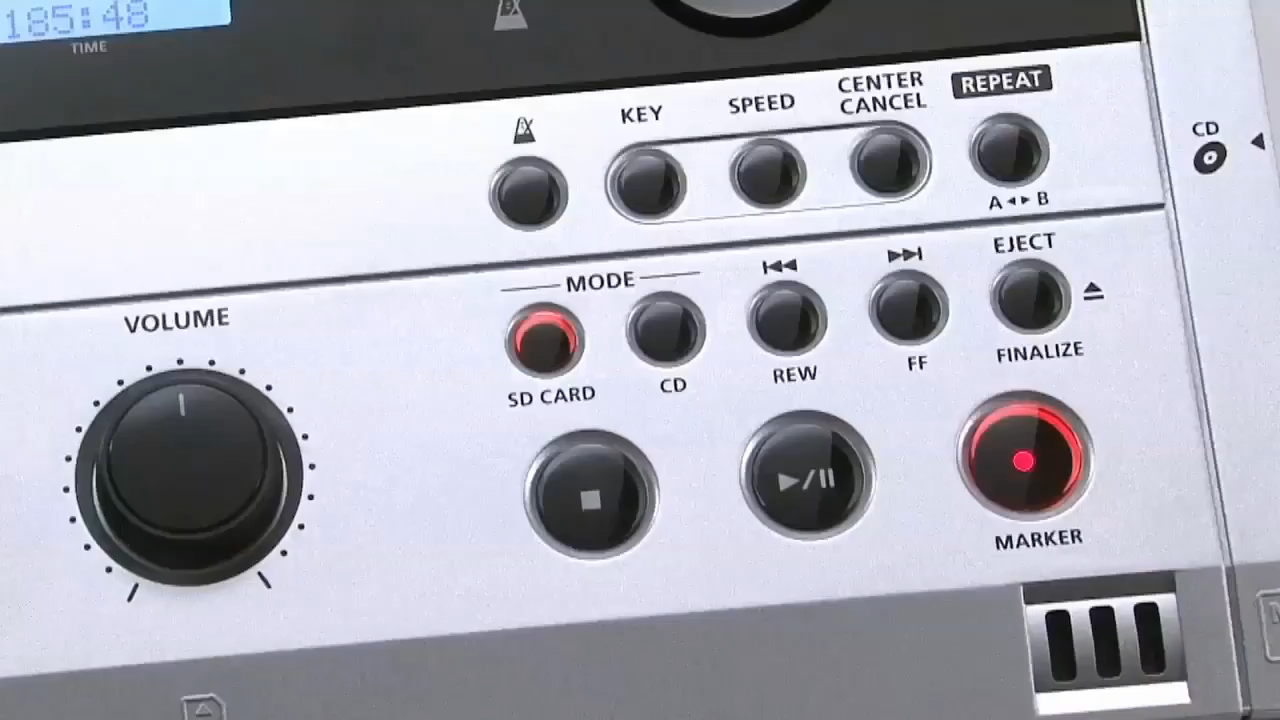 185:48
TIME
KEY
SPEED
CENTER
CANCEL
REPEAT
A◄►B
CD
MODE
EJECT
VOLUME
SD CARD
CD
REW
FF
FINALIZE
MARKER